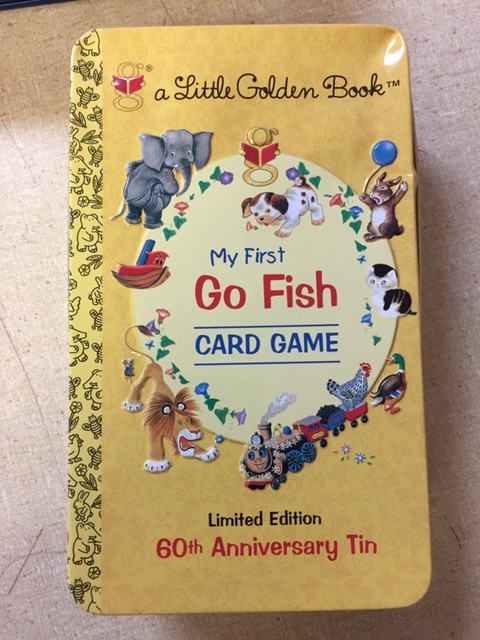 ® a Little Golden Book™
My First
Go Fish
CARD GAME
Limited Edition
60th Anniversary Tin